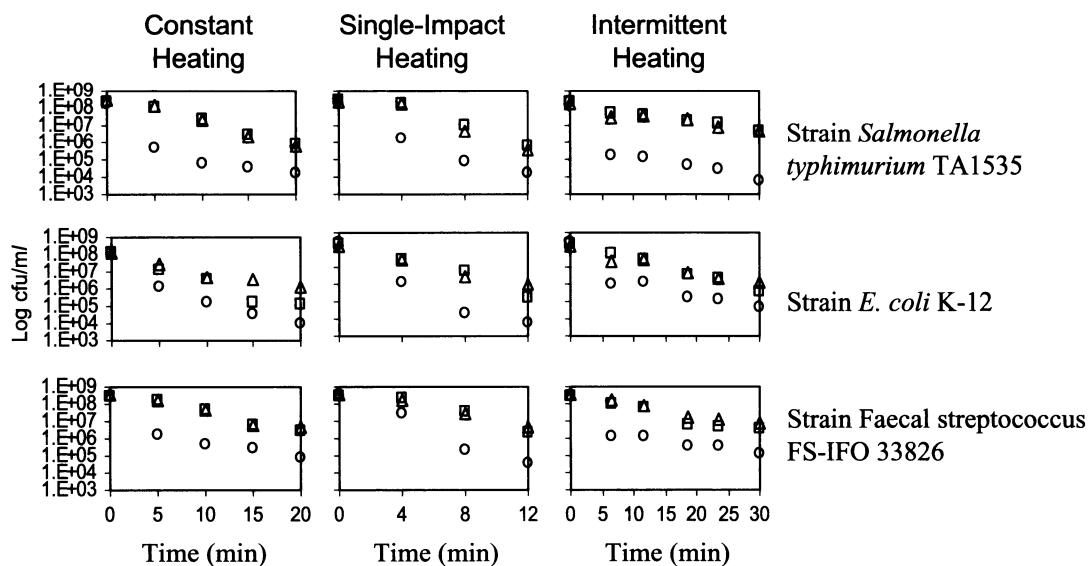 Constant Heating
Single-Impact Heating
Intermittent Heating
Log cfu/m/
1.E+09
1.E+08
1.E+07
1.E+06
1.E+05
1.E+04
1.E+03
Strain Salmonella
typhimurium TA1535
1.E+09
1.E+08
1.E+07
1.E+06
1.E+05
1.E+04
1.E+03
Strain E. coli K-12
1.E+09
1.E+08
1.E+07
1.E+06
1.E+05
1.E+04
1.E+03
Strain Faecal streptococcus
FS-IFO 33826
0 5 10 15 20
0 4 8 12
0 5 10 15 20 25 30
Time (min)
Time (min)
Time (min)